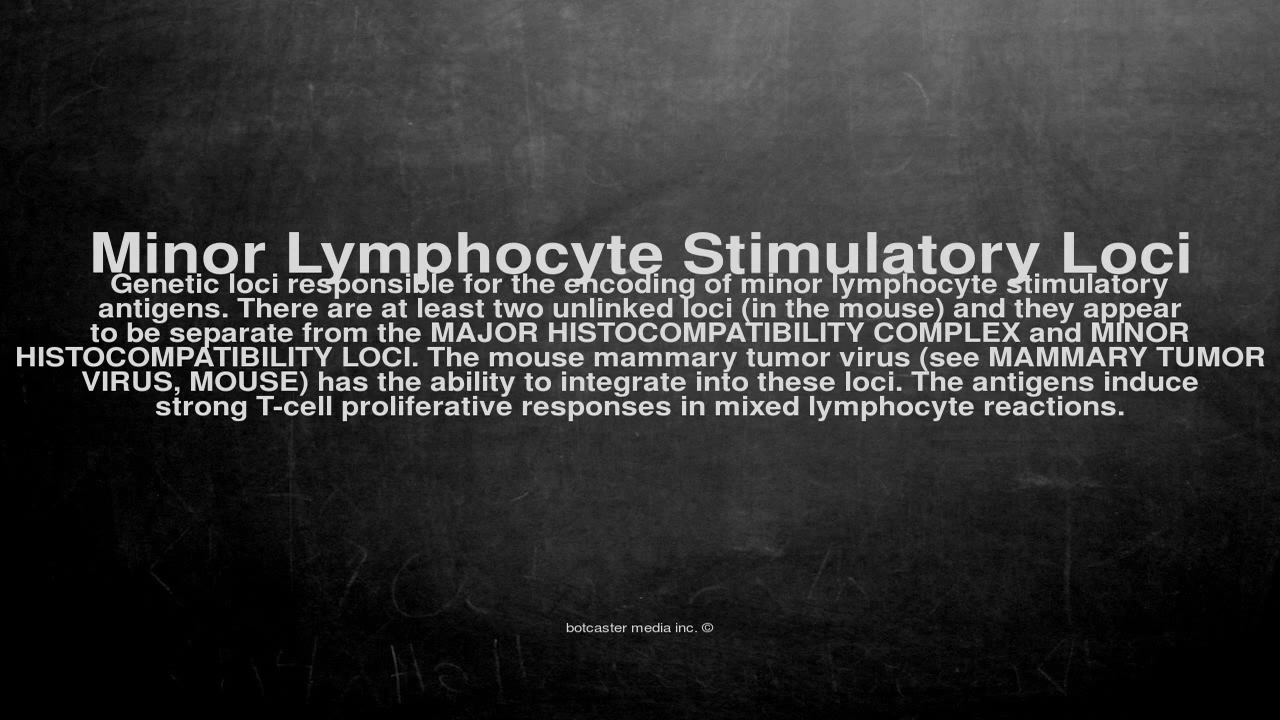 Minor Lymphocyte Stimulatory Loci
Genetic loci responsible for the encoding of minor lymphocyte stimulatory
antigens. There are at least two unlinked loci (in the mouse) and they appear
to be separate from the MAJOR HISTOCOMPATIBILITY COMPLEX and MINOR
HISTOCOMPATIBILITY LOCI. The mouse mammary tumor virus (see MAMMARY TUMOR
VIRUS, MOUSE) has the ability to integrate into these loci. The antigens induce
strong T-cell proliferative responses in mixed lymphocyte reactions.
botcaster media inc. ©